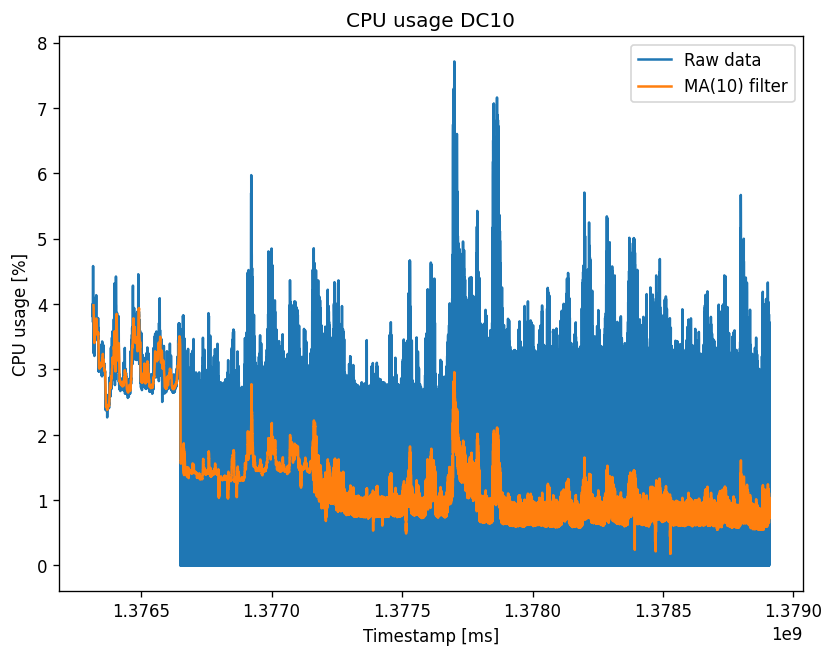 CPU usage DC10
Raw data
MA(10) filter
8
7
6
5
4
3
2
1
0
CPU usage [%]
1.3765 1.3770 1.3775 1.3780 1.3785 1.3790
1e9
Timestamp [ms]